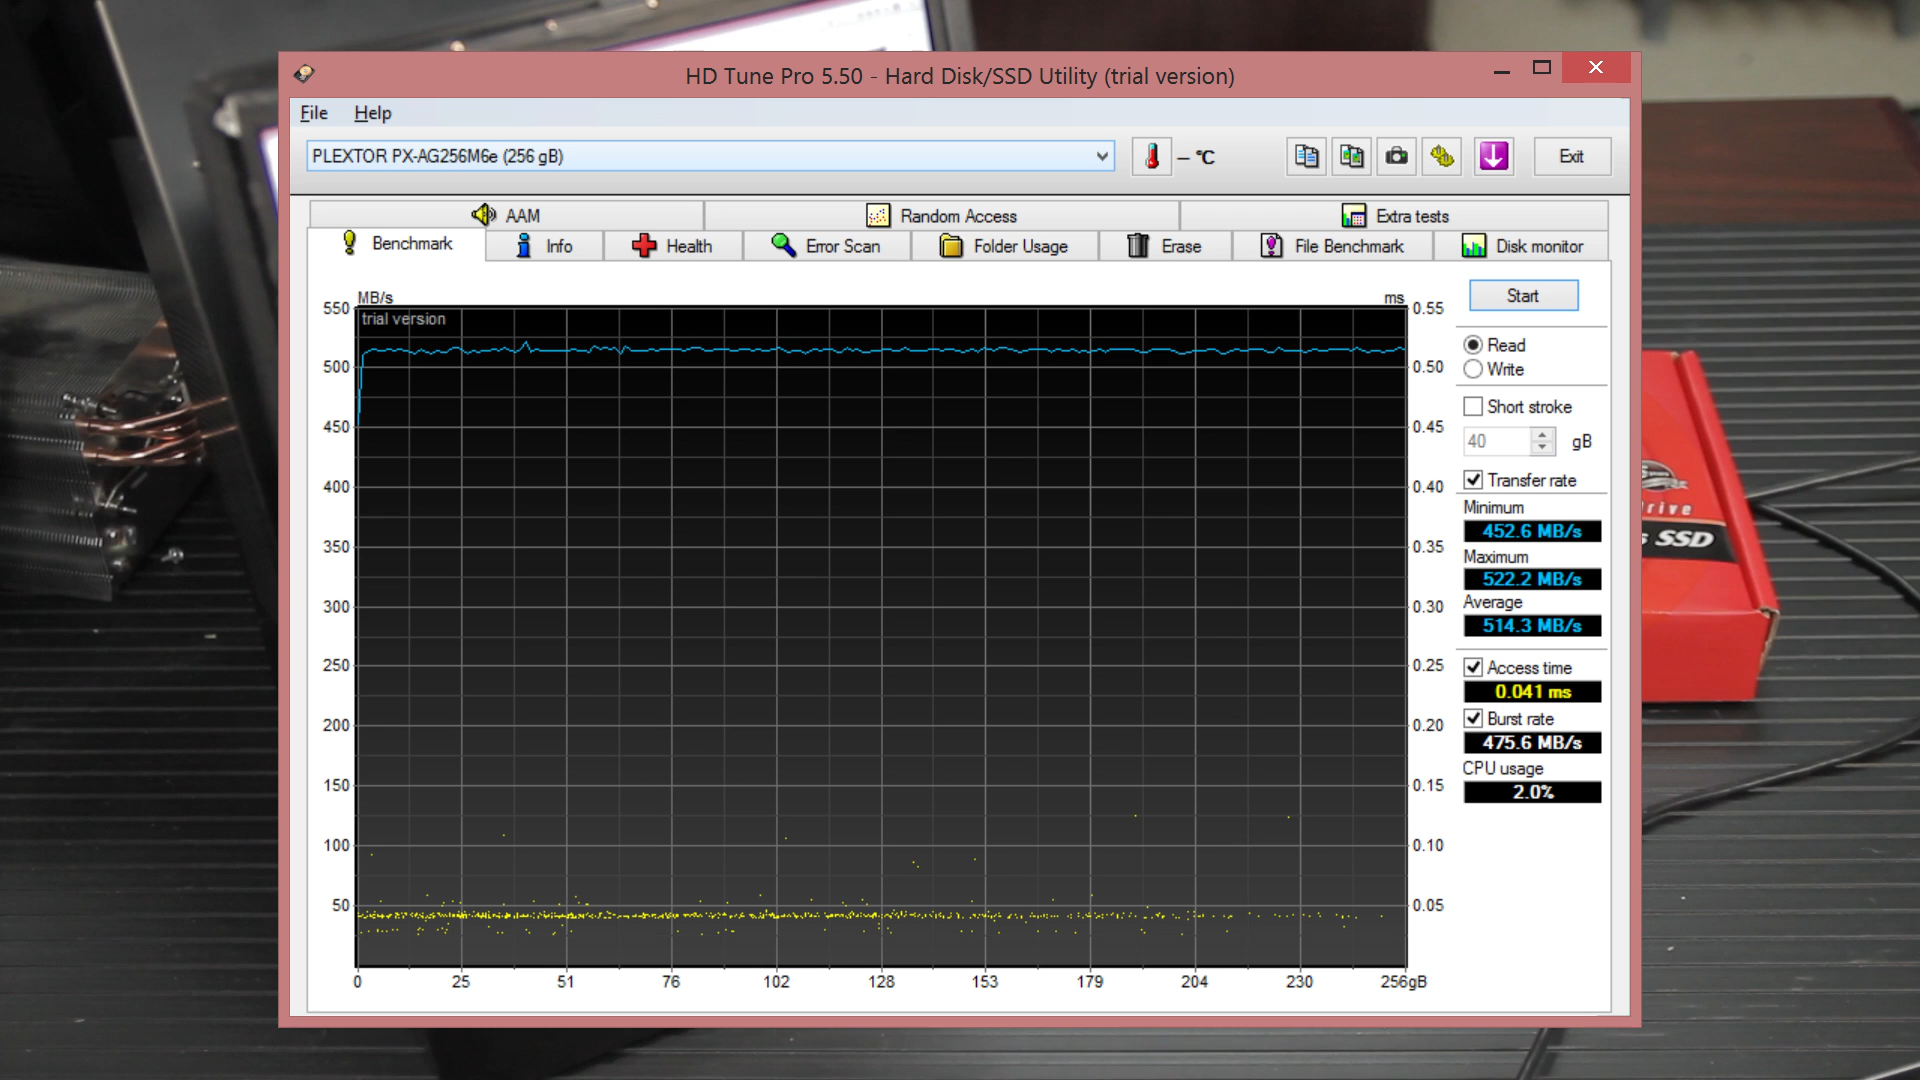 HD Tune Pro 5.50 - Hard Disk/SSD Utility (trial version)
File Help
PLEXTOR PX-AG256M6e (256 gB)
– °C
Exit
AAM Random Access Extra tests
Benchmark Info Health Error Scan Folder Usage Erase File Benchmark Disk monitor
MB/s
ms
trial version
550
500
450
400
350
300
250
200
150
100
50
0.55
0.50
0.45
0.40
0.35
0.30
0.25
0.20
0.15
0.10
0.05
0 25 51 76 102 128 153 179 204 230 256gB
Start
Read
Write
Short stroke
40 gB
Transfer rate
Minimum
452.6 MB/s
Maximum
522.2 MB/s
Average
514.3 MB/s
Access time
0.041 ms
Burst rate
475.6 MB/s
CPU usage
2.0%
SSD